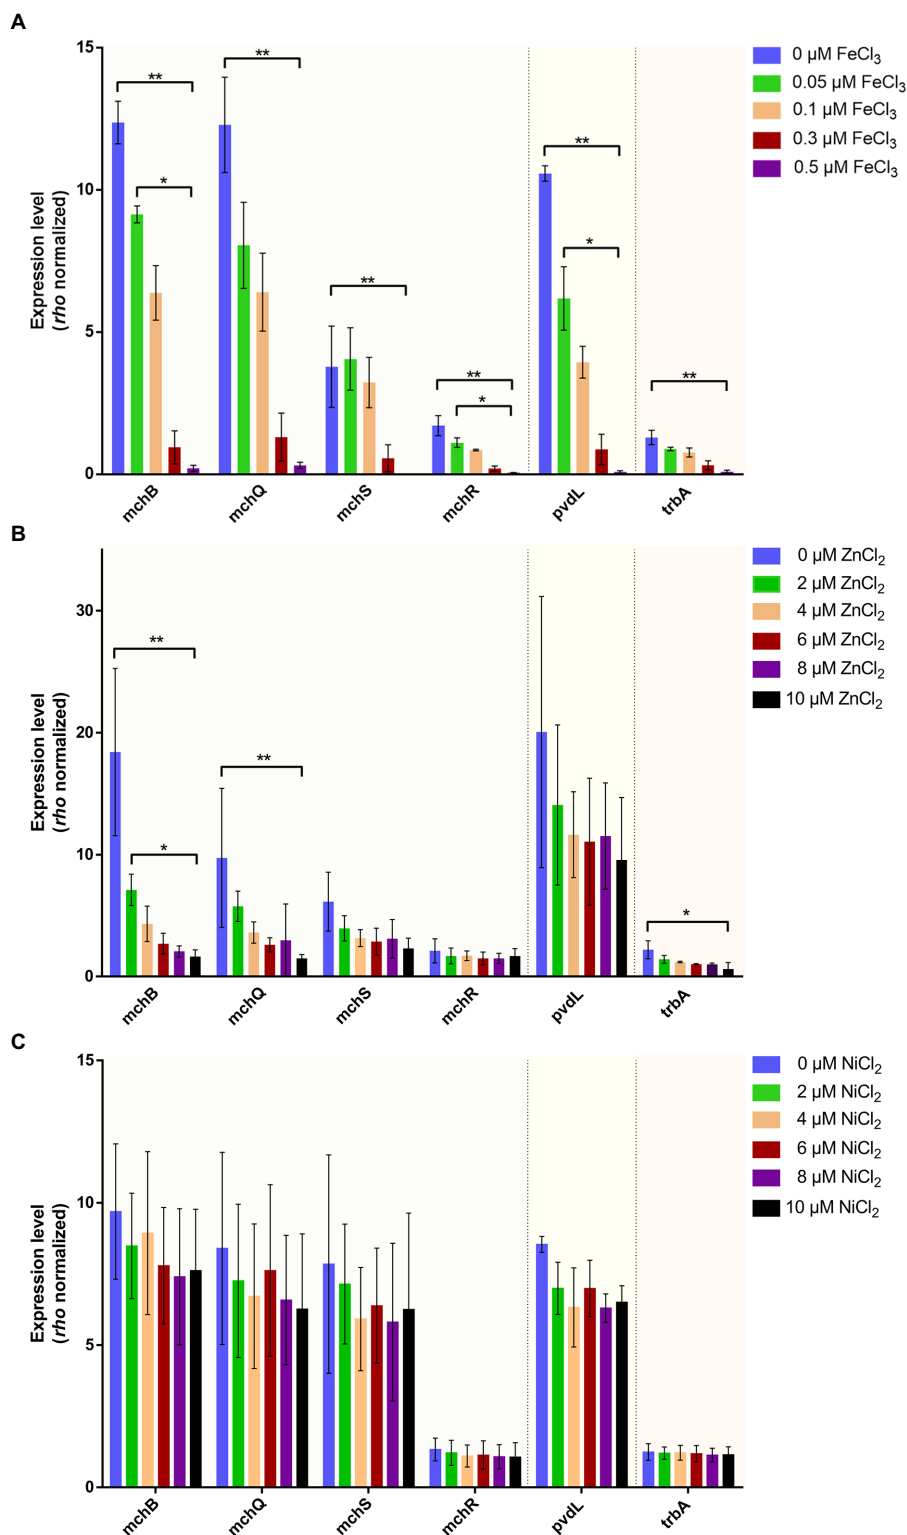 A
Expression level
(rho normalized)
15
10
5
0
**
*
**
**
**
*
**
*
**
mchB
mchQ
mchS
mchR
pvdL
trbA
0 µM FeCl3
0.05 µM FeCl3
0.1 µM FeCl3
0.3 µM FeCl3
0.5 µM FeCl3
B
Expression level
(rho normalized)
30
20
10
0
**
*
**
*
mchB
mchQ
mchS
mchR
pvdL
trbA
0 µM ZnCl2
2 µM ZnCl2
4 µM ZnCl2
6 µM ZnCl2
8 µM ZnCl2
10 µM ZnCl2
C
Expression level
(rho normalized)
15
10
5
0
mchB
mchQ
mchS
mchR
pvdL
trbA
0 µM NiCl2
2 µM NiCl2
4 µM NiCl2
6 µM NiCl2
8 µM NiCl2
10 µM NiCl2